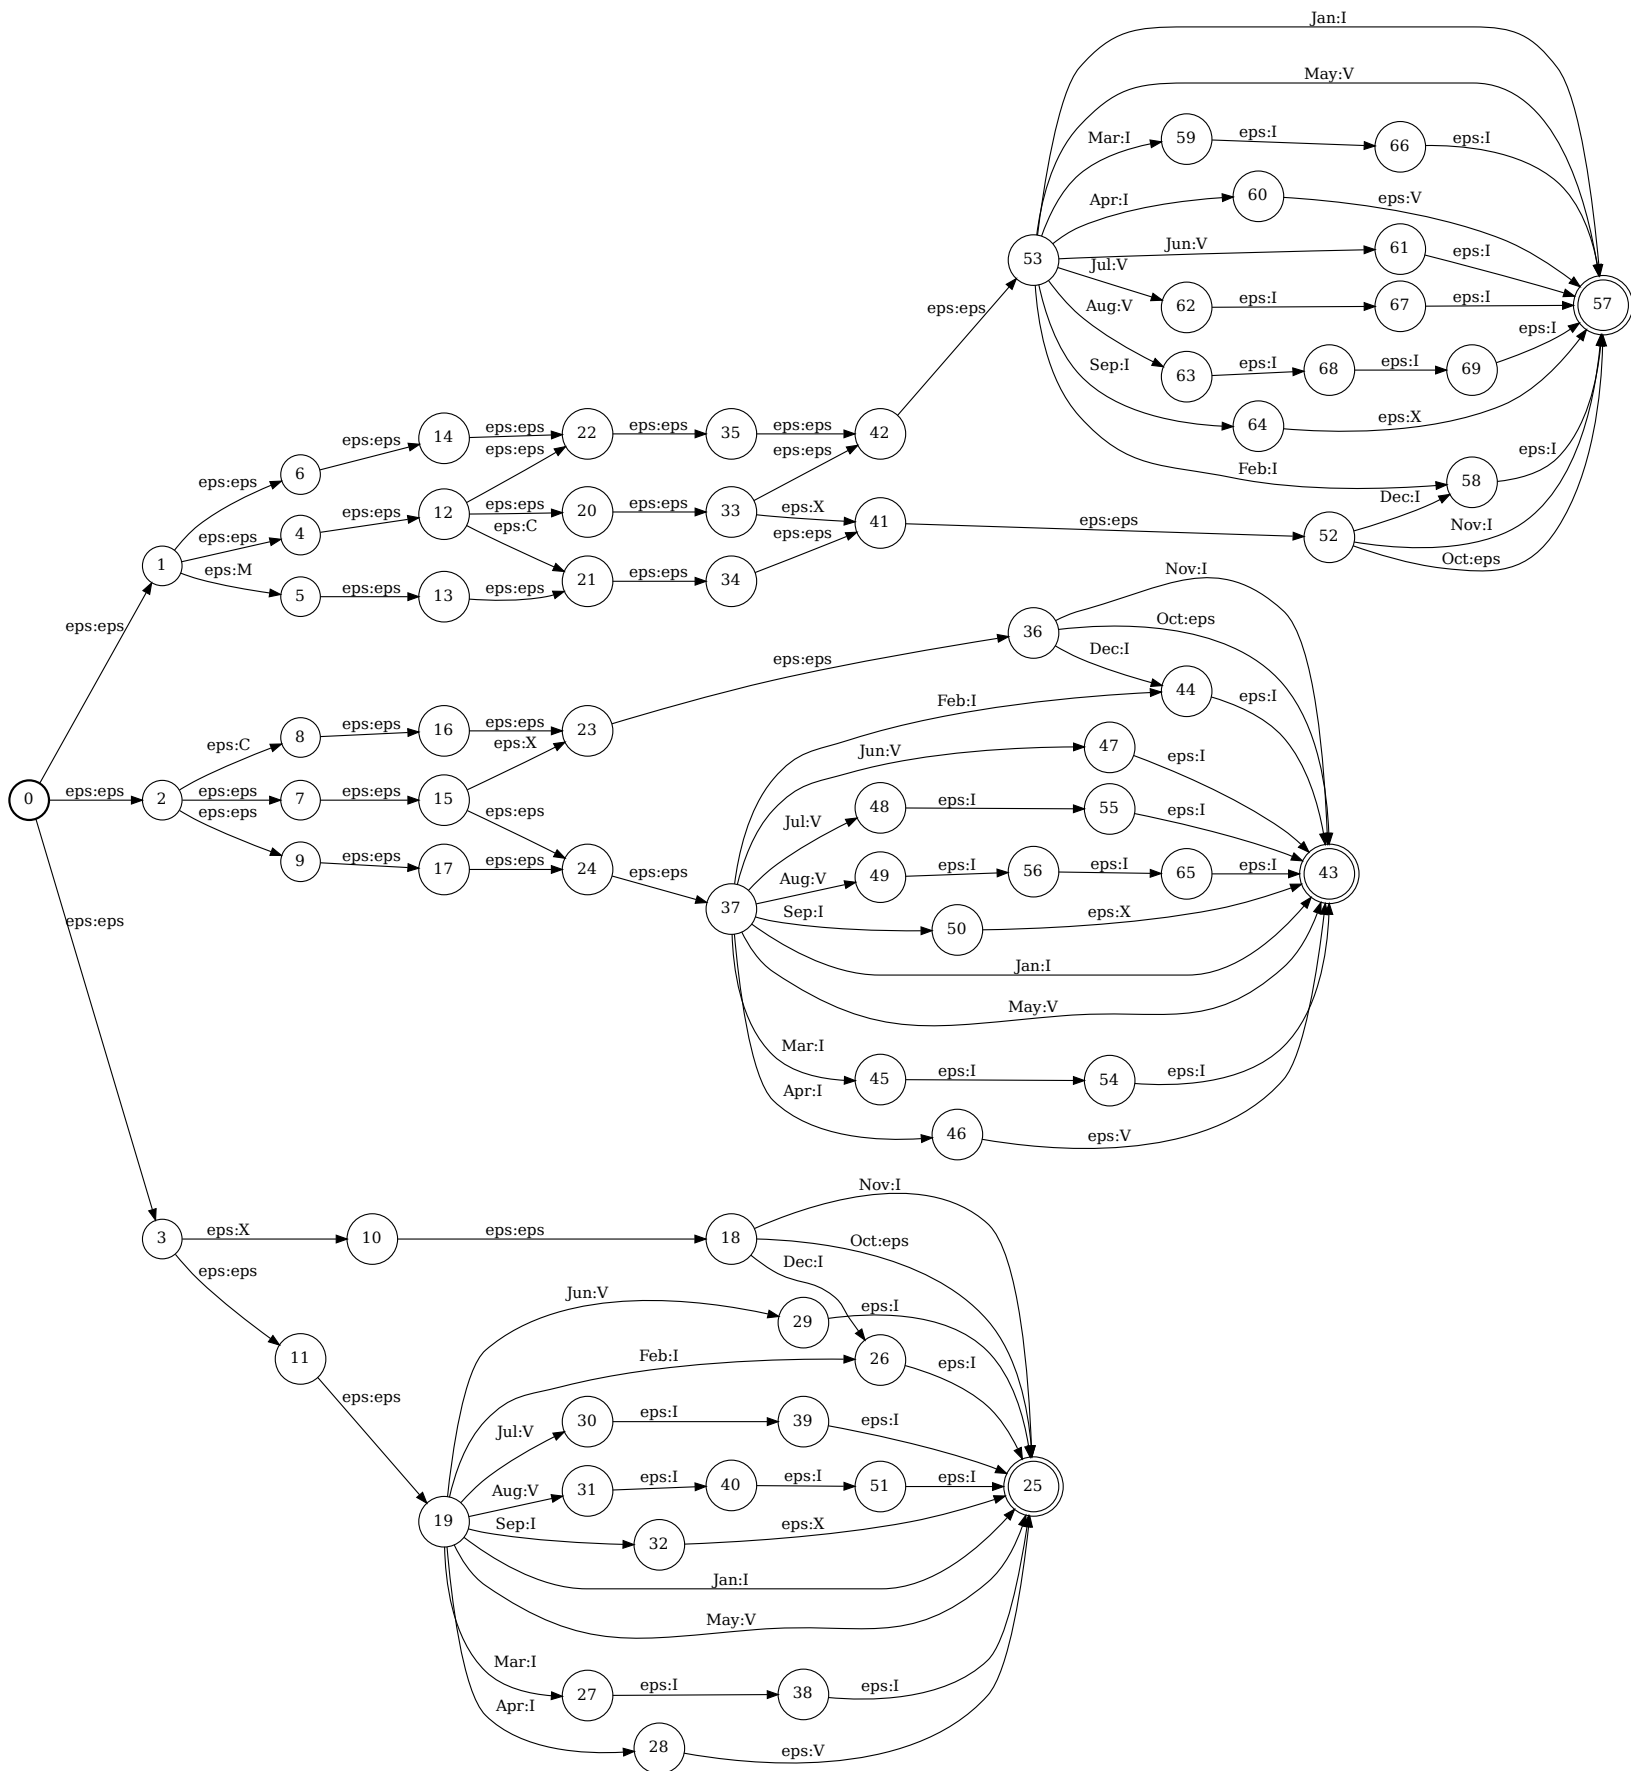 Jan:I
May:V
Mar:I
59
eps:I
66
eps:I
Apr:I
60
eps:V
53
Jun:V
61
eps:I
Jul:V
62
eps:I
67
eps:I
57
Aug:V
63
eps:I
68
eps:I
69
eps:I
Sep:I
64
eps:X
Feb:I
58
eps:I
eps:eps
6
eps:eps
14
eps:eps
22
eps:eps
35
eps:eps
42
eps:eps
eps:eps
eps:eps
1
eps:eps
4
eps:eps
12
eps:eps
20
eps:eps
33
eps:X
41
eps:eps
52
Dec:I
Nov:I
Oct:eps
eps:C
eps:eps
eps:M
5
eps:eps
13
eps:eps
21
eps:eps
34
eps:eps
36
Nov:I
Oct:eps
Dec:I
44
eps:I
eps:eps
0
eps:eps
2
eps:C
8
eps:eps
16
eps:eps
23
eps:X
eps:eps
7
eps:eps
15
eps:eps
eps:eps
9
eps:eps
17
eps:eps
24
eps:eps
37
Feb:I
Jun:V
47
eps:I
Jul:V
48
eps:I
55
eps:I
Aug:V
49
eps:I
56
eps:I
65
eps:I
43
Sep:I
50
eps:X
Jan:I
May:V
Mar:I
45
eps:I
54
eps:I
Apr:I
46
eps:V
eps:eps
3
eps:X
10
eps:eps
18
Nov:I
Oct:eps
Dec:I
eps:eps
11
eps:eps
19
Jun:V
29
eps:I
Feb:I
26
eps:I
Jul:V
30
eps:I
39
eps:I
Aug:V
31
eps:I
40
eps:I
51
eps:I
25
Sep:I
32
eps:X
Jan:I
May:V
Mar:I
27
eps:I
38
eps:I
Apr:I
28
eps:V